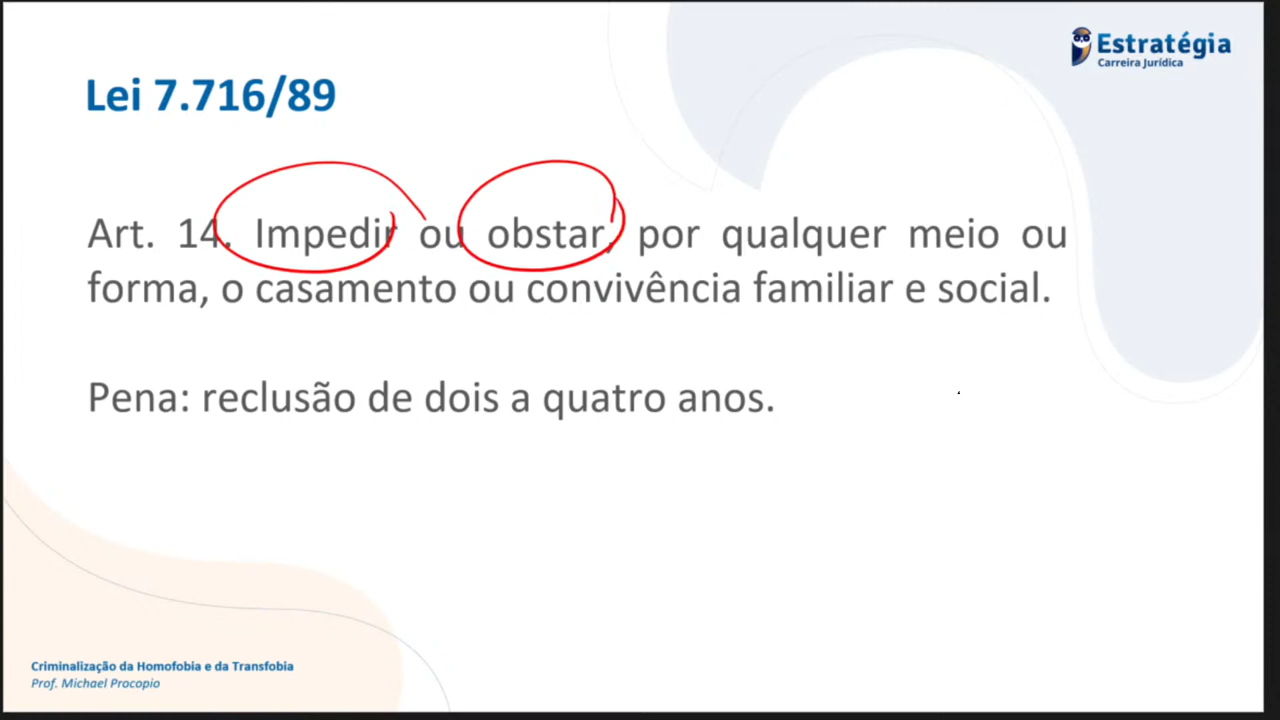 Estratégia
Carreira Jurídica
Lei 7.716/89
Art. 14. Impedir ou obstar, por qualquer meio ou
forma, o casamento ou convivência familiar e social.
Pena: reclusão de dois a quatro anos.
Criminalização da Homofobia e da Transfobia
Prof. Michael Procopio